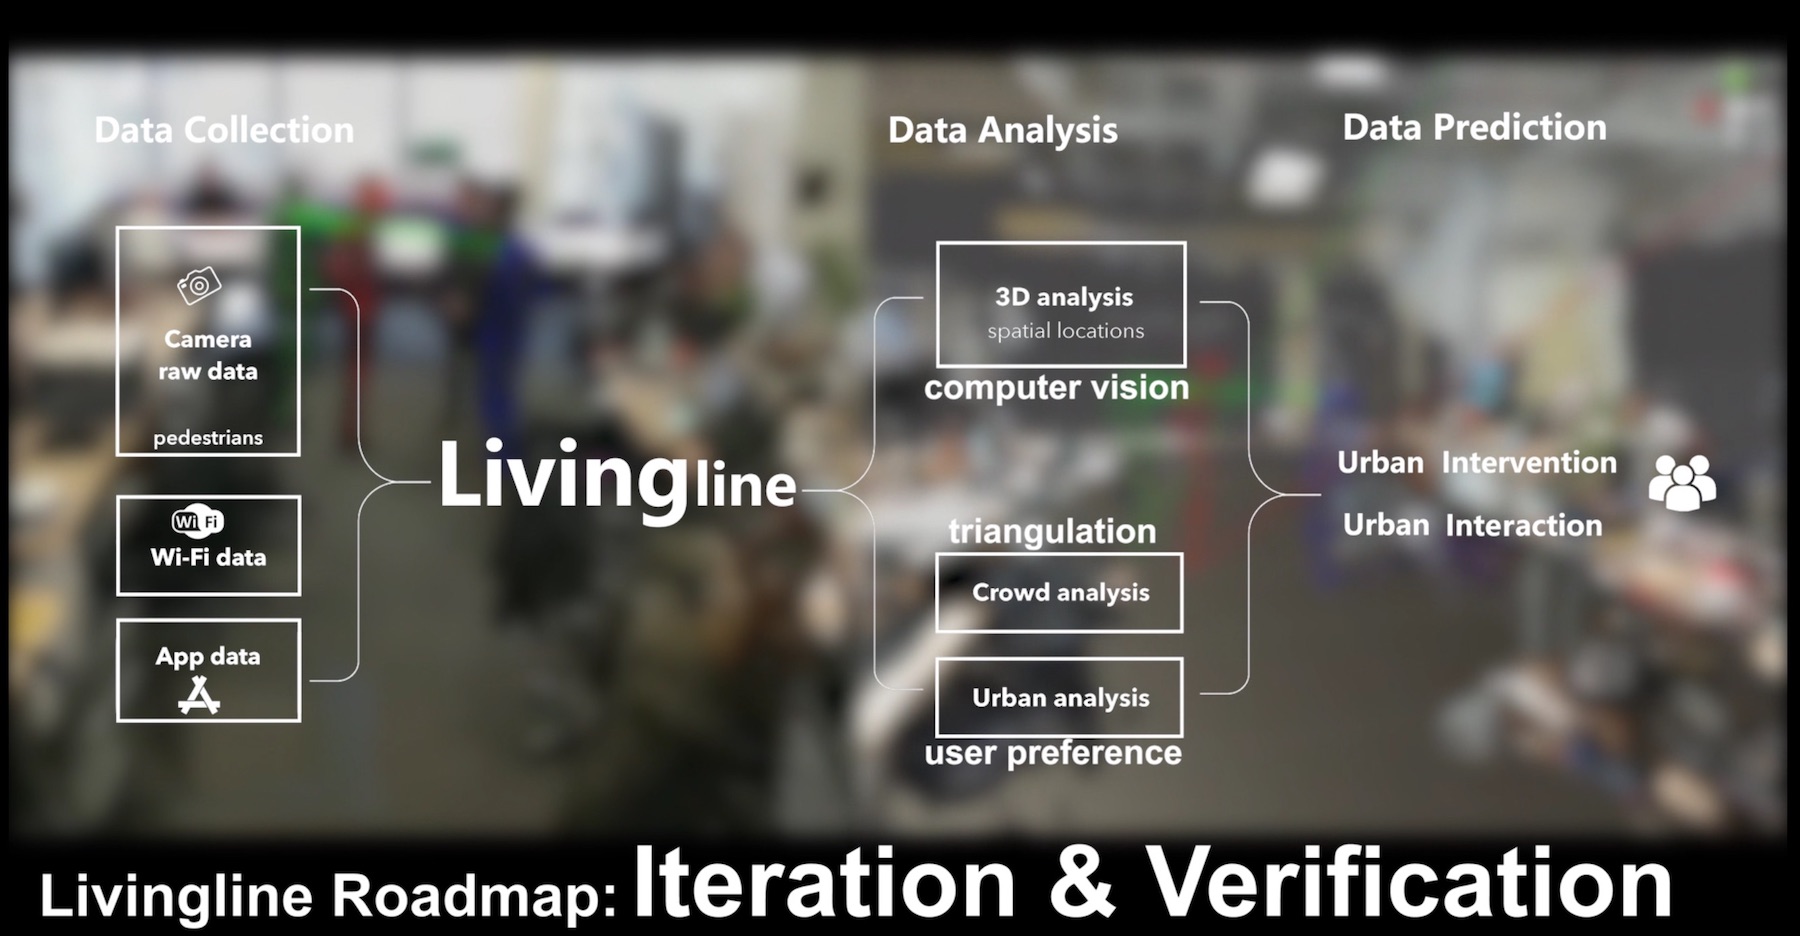 Data Collection
Data Analysis
Data Prediction
Camera
raw data
pedestrians
Wi Fi
Wi-Fi data
App data
Livingline
3D analysis
spatial locations
computer vision
triangulation
Crowd analysis
Urban analysis
user preference
Urban Intervention
Urban Interaction
Livingline Roadmap: Iteration & Verification